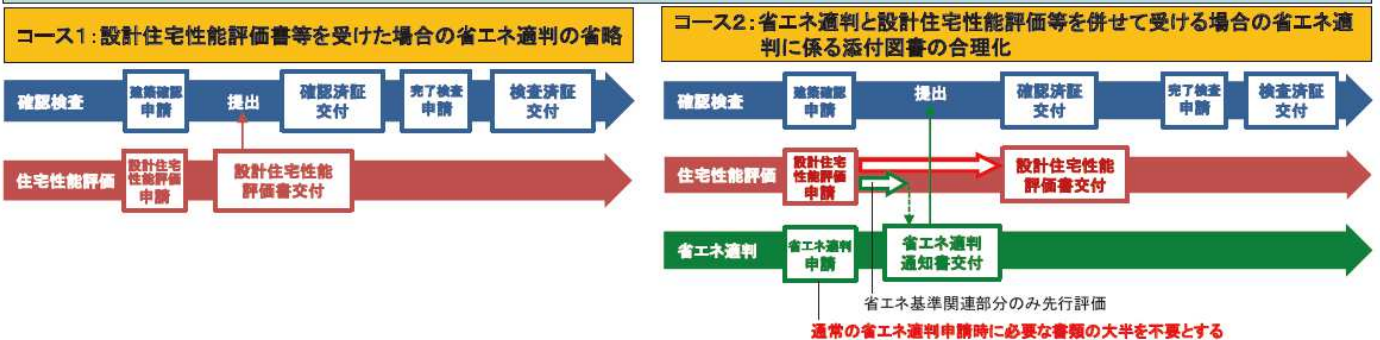 コース1:設計住宅性能評価書等を受けた場合の省エネ適判の省略
確認検査
建築確認
申請
提出
確認済証
交付
完了検査
申請
検査済証
交付
住宅性能評価
設計住宅
性能評価
申請
設計住宅性能
評価書交付
コース2:省エネ適判と設計住宅性能評価等を併せて受ける場合の省エネ適
判に係る添付図書の合理化
確認検査
建築確認
申請
提出
確認済証
交付
完了検査
申請
検査済証
交付
住宅性能評価
設計住宅
性能評価
申請
設計住宅性能
評価書交付
省エネ適判
省エネ適判
申請
省エネ適判
通知書交付
省エネ基準関連部分のみ先行評価
通常の省エネ適判申請時に必要な書類の大半を不要とする